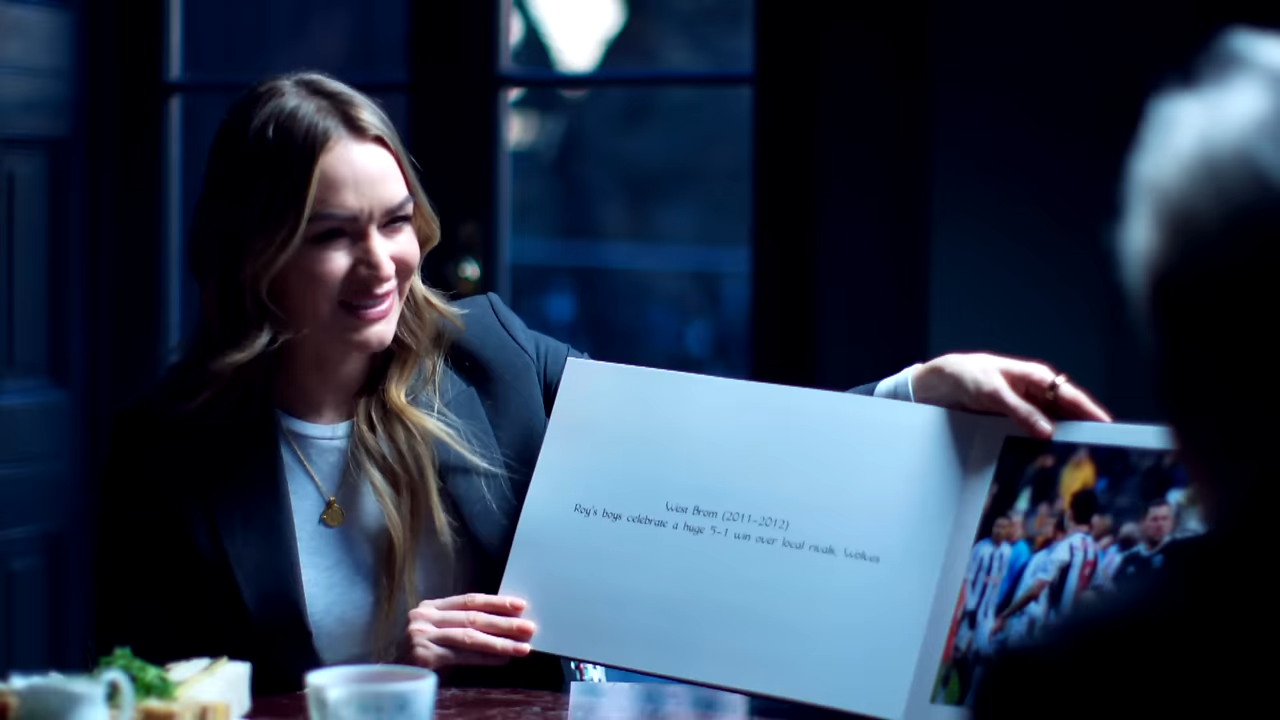 West Brom (2011-2012)
Roy's boys celebrate a huge 5-1 win over local rivals, Wolves